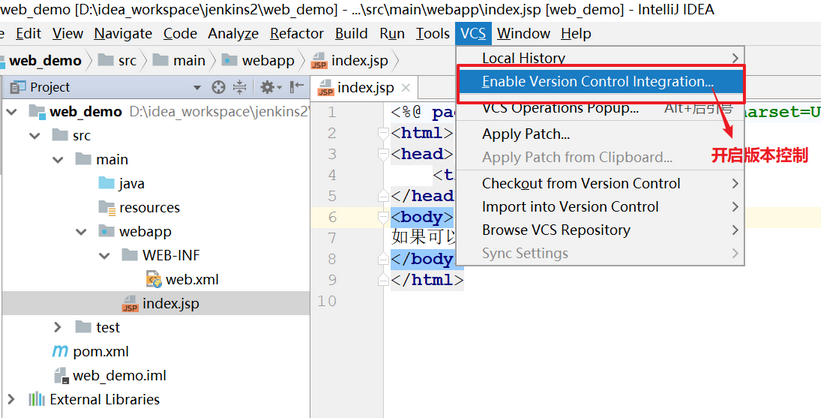 web_demo [D:\idea_workspace\jenkins2\web_demo] - ...\src\main\webapp\index.jsp [web_demo] - IntelliJ IDEA
Edit View Navigate Code Analyze Refactor Build Run Tools VCS Window Help
web_demo src main webapp index.jsp
Project
index.jsp
Local History
Enable Version Control Integration...
VCS Operations Popup... Alt+后引号
Apply Patch...
Apply Patch from Clipboard...
Checkout from Version Control
Import into Version Control
Browse VCS Repository
Sync Settings
开启版本控制
web_demo D:\idea_workspace\jenkins2\
src
main
java
resources
webapp
WEB-INF
web.xml
index.jsp
test
pom.xml
web_demo.iml
External Libraries
1 <%@ pa harset=U
2 <html>
3 <head>
4 <t
5 </head
6 <body>
7 如果可以
8 </body
9 </html>
10